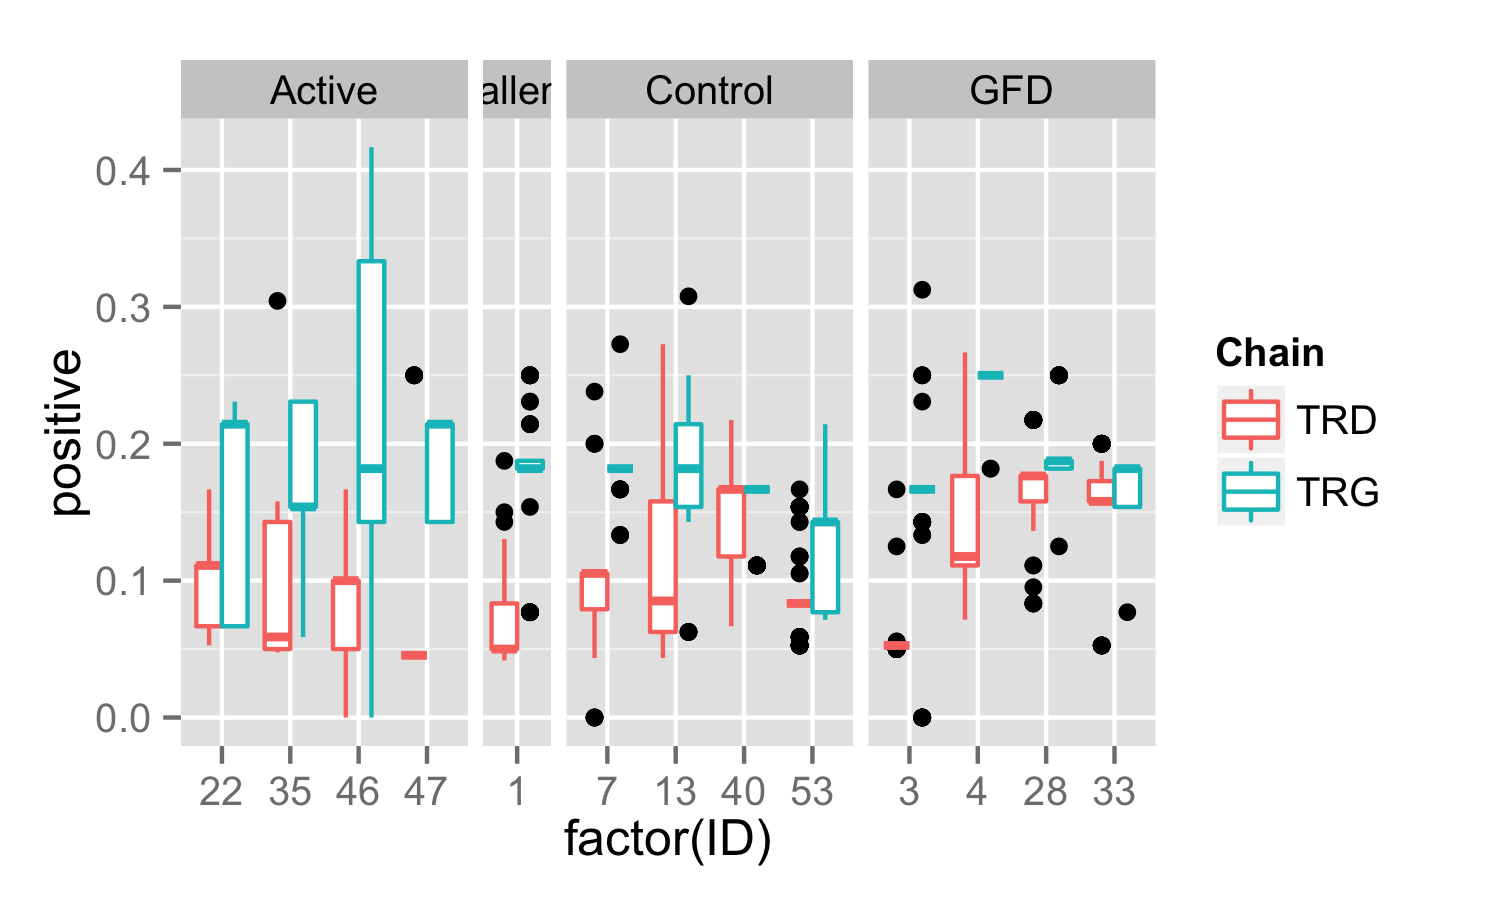 Active aller Control GFD
0.4
0.3
0.2
0.1
0.0
positive
22 35 46 47 1 7 13 40 53 3 4 28 33
factor(ID)
Chain
TRD
TRG